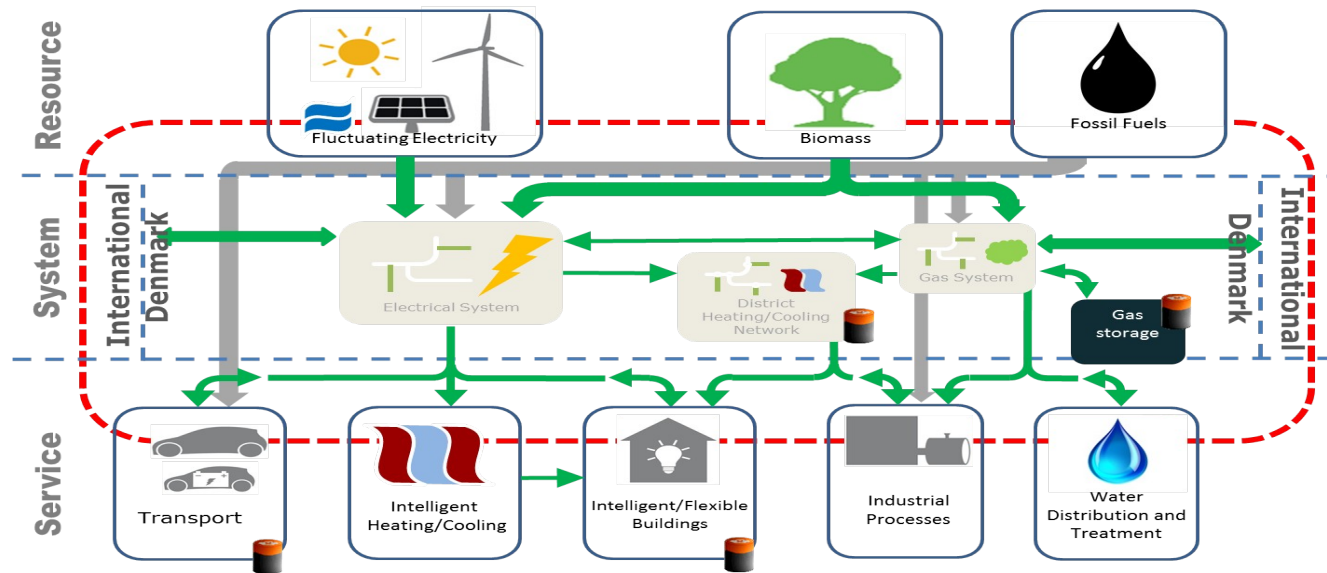 Resource
Fluctuating Electricity
Biomass
Fossil Fuels
System
International
Denmark
Electrical System
District
Heating/Cooling
Network
Gas System
Gas
storage
Denmark
International
Service
Transport
Intelligent
Heating/Cooling
Intelligent/Flexible
Buildings
Industrial
Processes
Water
Distribution and
Treatment